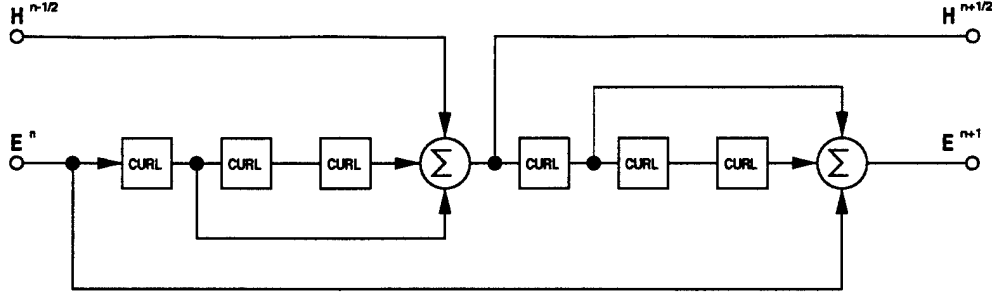 H n-1/2
H n+1/2
E n
CURL CURL CURL Σ CURL CURL CURL Σ
E n+1